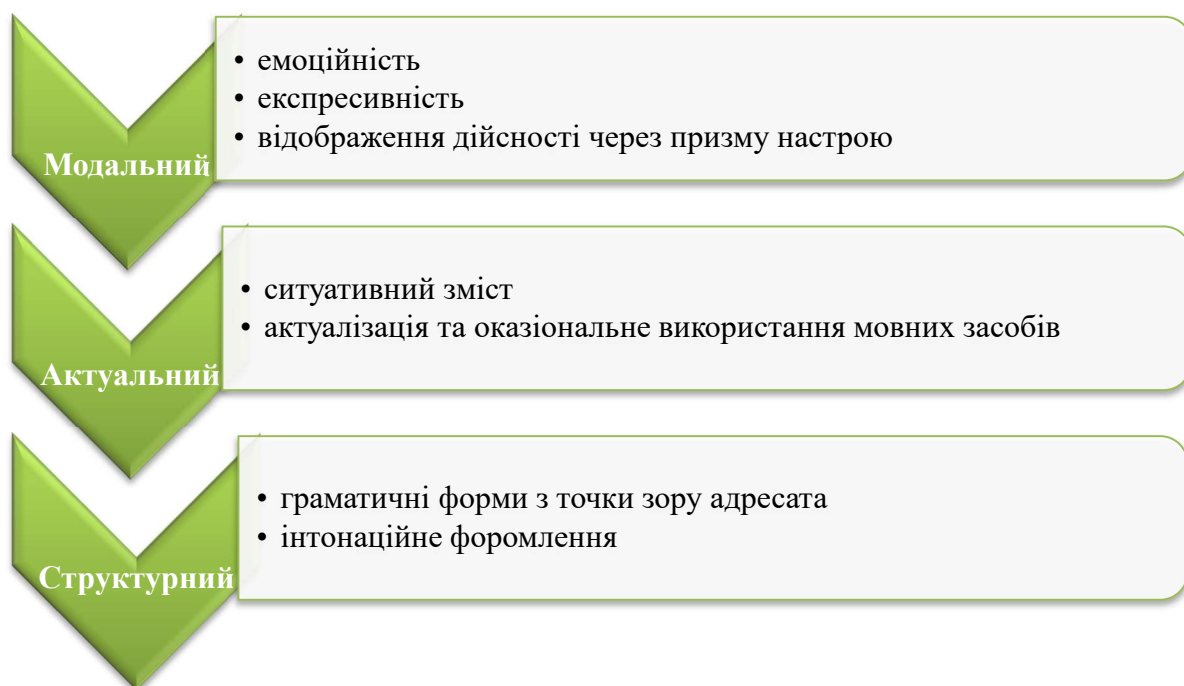 • емоційність
• експресивність
• відображення дійсності через призму настрою
Модальний
• ситуативний зміст
• актуалізація та оказіональне використання мовних засобів
Актуальний
• граматичні форми з точки зору адресата
• інтонаційне форомлення
Структурний